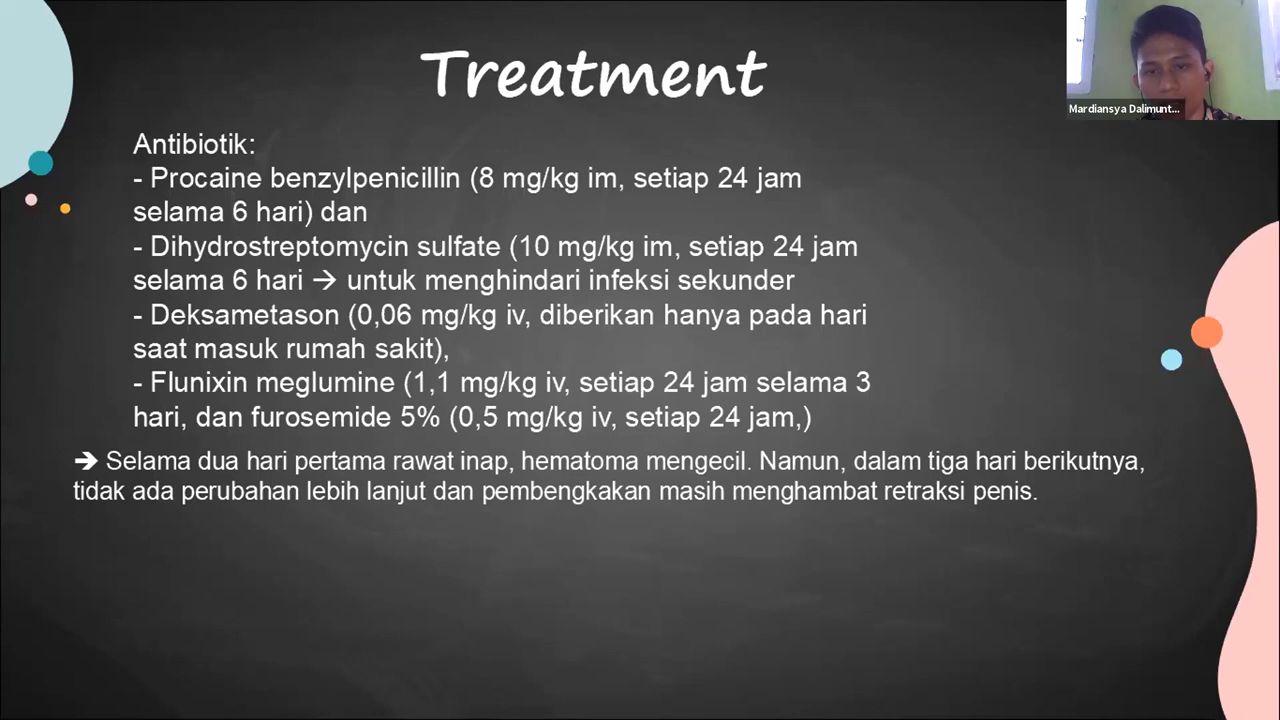 Treatment
Mardiansya Dalimunt...
Antibiotik:
- Procaine benzylpenicillin (8 mg/kg im, setiap 24 jam
selama 6 hari) dan
- Dihydrostreptomycin sulfate (10 mg/kg im, setiap 24 jam
selama 6 hari → untuk menghindari infeksi sekunder
- Deksametason (0,06 mg/kg iv, diberikan hanya pada hari
saat masuk rumah sakit),
- Flunixin meglumine (1,1 mg/kg iv, setiap 24 jam selama 3
hari, dan furosemide 5% (0,5 mg/kg iv, setiap 24 jam,)
➔ Selama dua hari pertama rawat inap, hematoma mengecil. Namun, dalam tiga hari berikutnya,
tidak ada perubahan lebih lanjut dan pembengkakan masih menghambat retraksi penis.